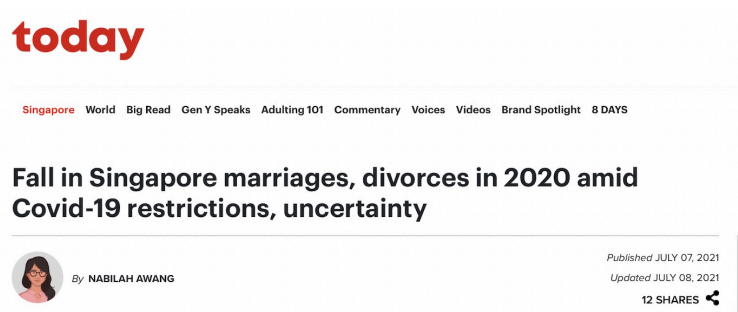 today
Singapore World Big Read Gen Y Speaks Adulting 101 Commentary Voices Videos Brand Spotlight 8 DAYS
Fall in Singapore marriages, divorces in 2020 amid
Covid-19 restrictions, uncertainty
By NABILAH AWANG
Published JULY 07, 2021
Updated JULY 08, 2021
12 SHARES